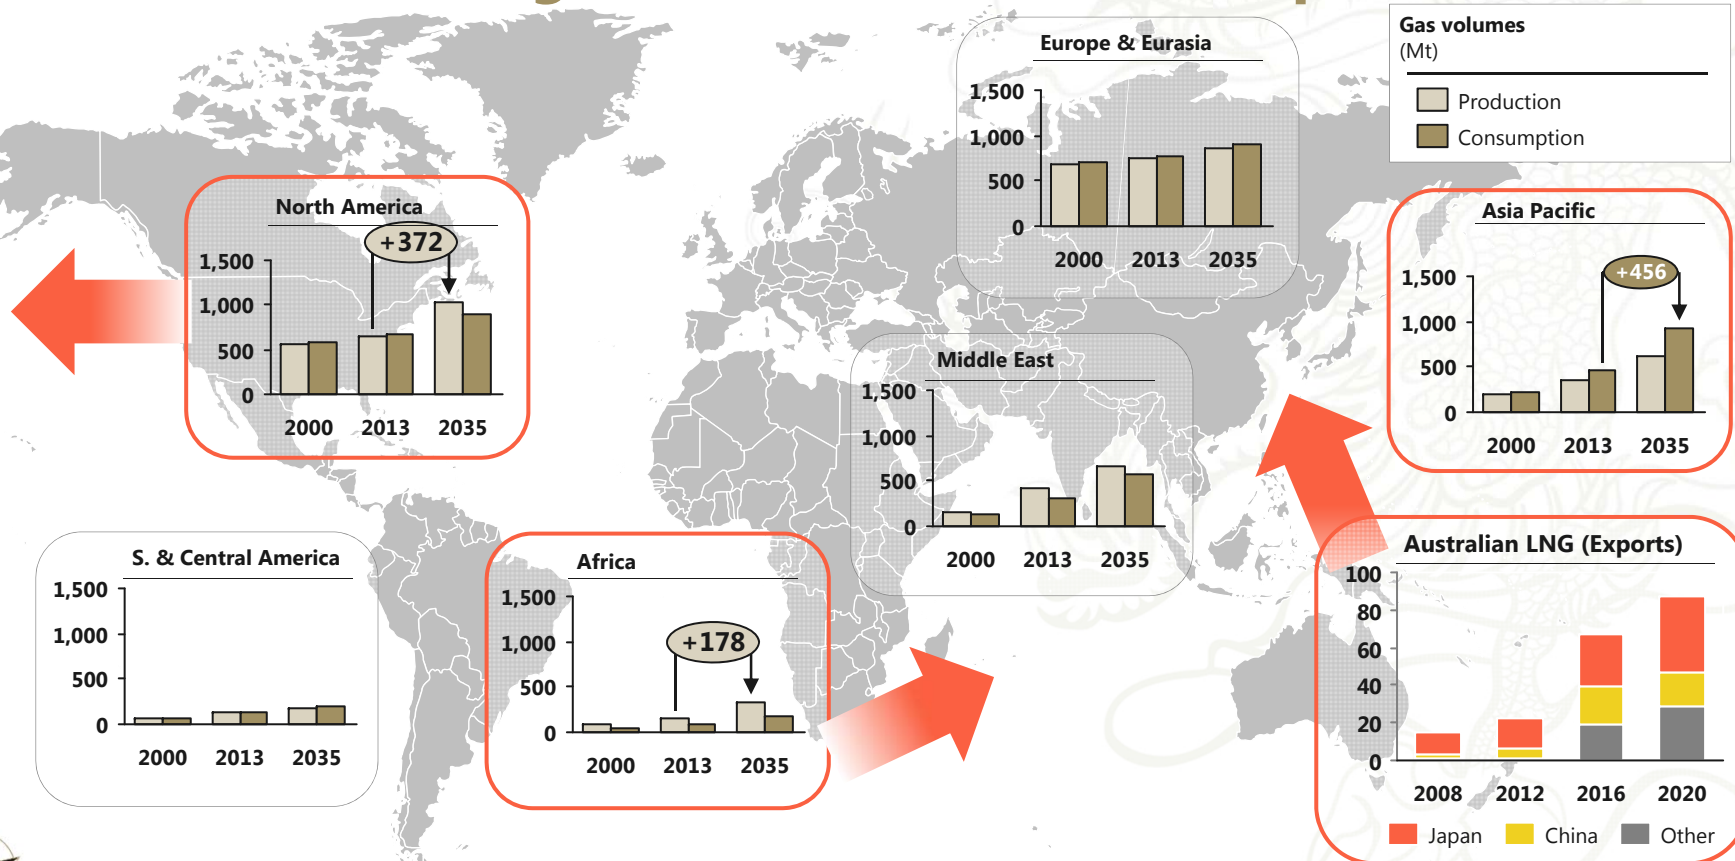 Gas volumes
(Mt)
Production
Consumption
Europe & Eurasia
1,500
1,000
500
0
2000 2013 2035
North America
+372
1,500
1,000
500
0
2000 2013 2035
Asia Pacific
+456
1,500
1,000
500
0
2000 2013 2035
Middle East
1,500
1,000
500
0
2000 2013 2035
S. & Central America
1,500
1,000
500
0
2000 2013 2035
Africa
+178
1,500
1,000
500
0
2000 2013 2035
Australian LNG (Exports)
100
80
60
40
20
0
2008 2012 2016 2020
Japan China Other